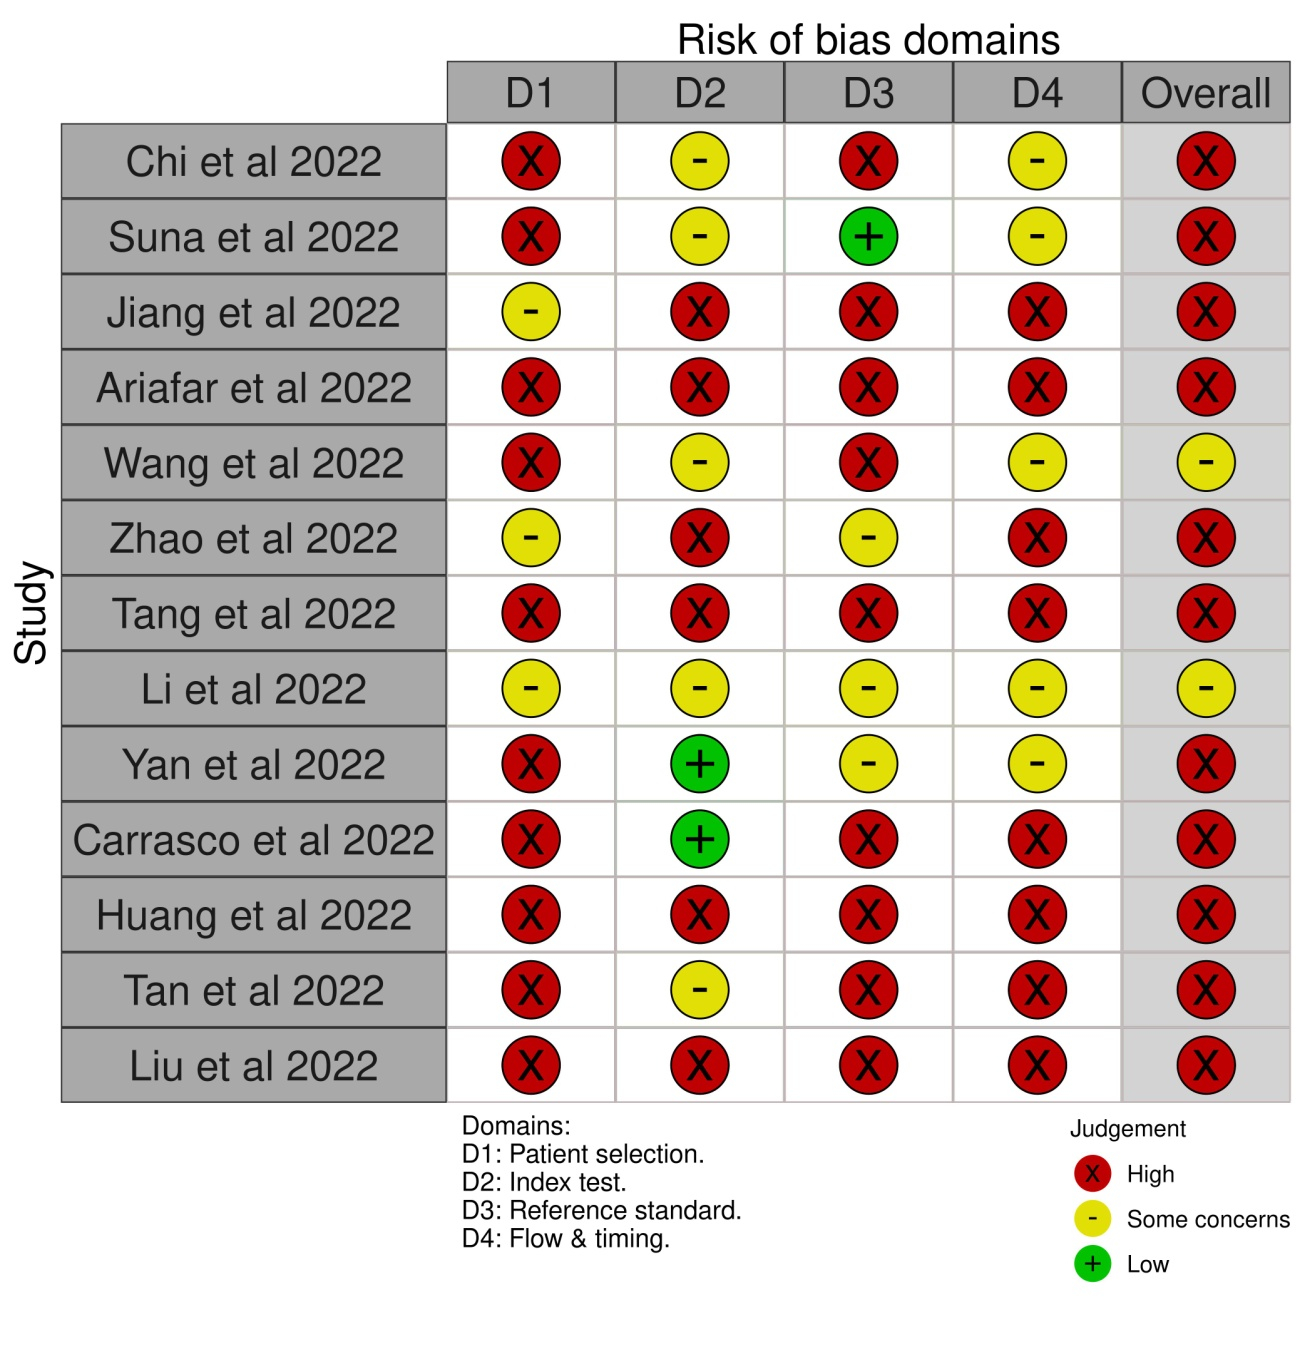 Risk of bias domains
D1 D2 D3 D4 Overall
Chi et al 2022 X - X - X
Suna et al 2022 X - + - X
Jiang et al 2022 - X X X X
Ariafar et al 2022 X X X X X
Wang et al 2022 X - X - -
Zhao et al 2022 - X - X X
Tang et al 2022 X X X X X
Li et al 2022 - - - - -
Yan et al 2022 X + - - X
Carrasco et al 2022 X + X X X
Huang et al 2022 X X X X X
Tan et al 2022 X - X X X
Liu et al 2022 X X X X X
Study
Domains:
D1: Patient selection.
D2: Index test.
D3: Reference standard.
D4: Flow & timing.
Judgement
X High
- Some concerns
+ Low